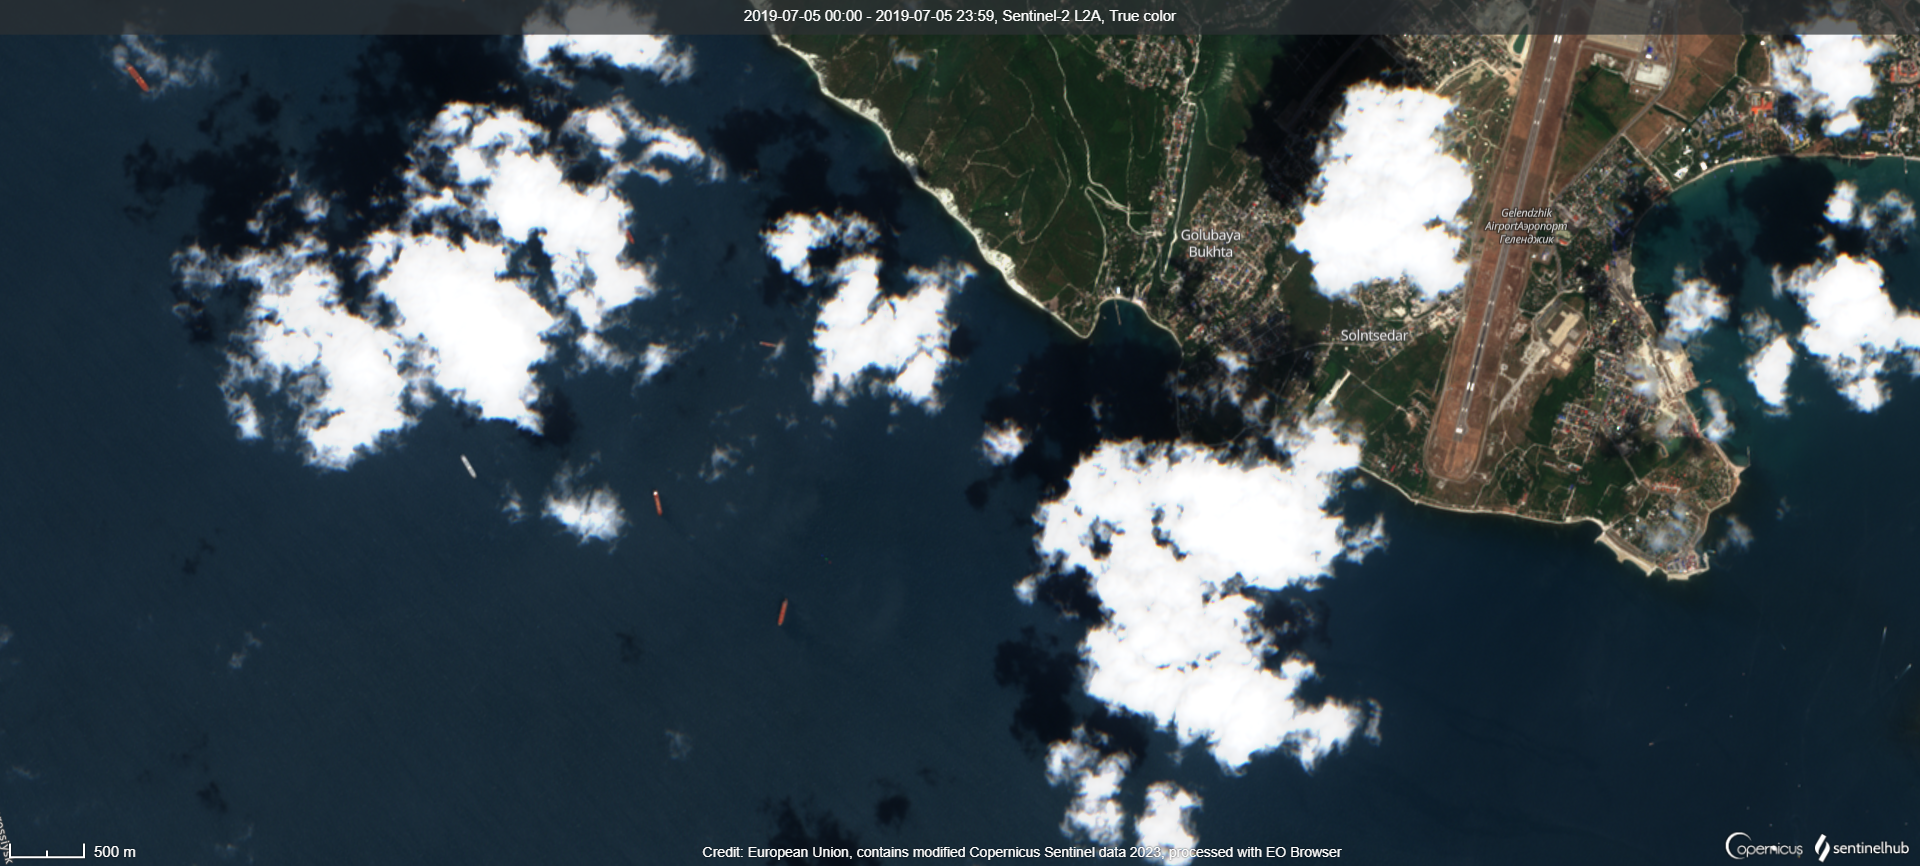 2019-07-05 00:00 - 2019-07-05 23:59, Sentinel-2 L2A, True color
Gelendzhik
AirportАэропорт
Геленджик
Golubaya
Bukhta
Solntsedar
500 m
Credit: European Union, contains modified Copernicus Sentinel data 2023, processed with EO Browser
opernicus
sentinelhub